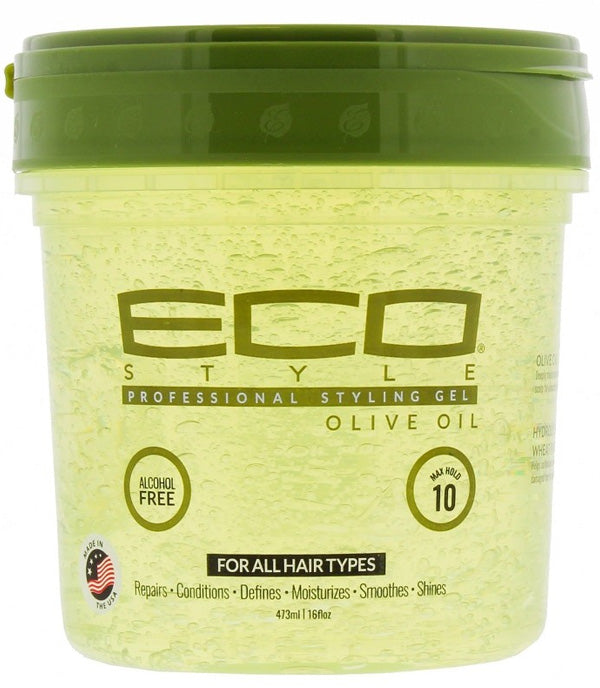 ECO®
STYLE
PROFESSIONAL STYLING GEL
OLIVE OIL
ALCOHOL
FREE
MAX HOLD
10
MADE IN
THE USA
FOR ALL HAIR TYPES
Repairs • Conditions • Defines • Moisturizes • Smoothes • Shines
473ml | 16floz